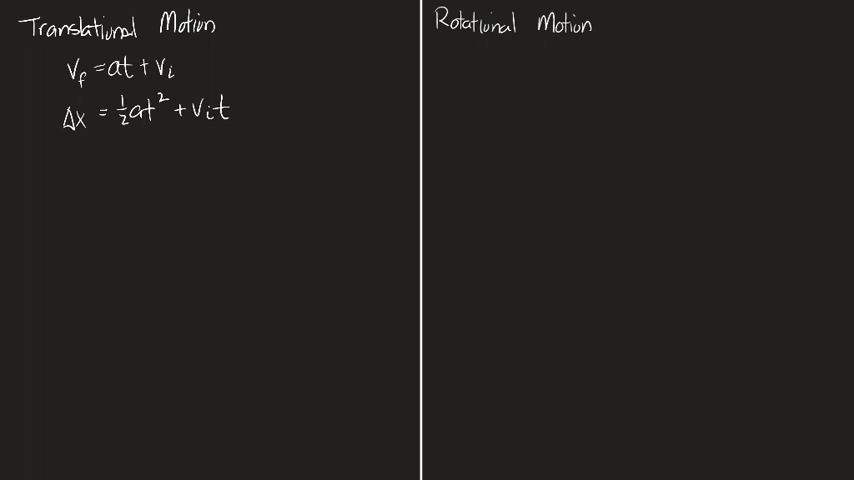 Translational Motion
v_f = at + v_i
Δx = ½at² + v_i t
Rotational Motion